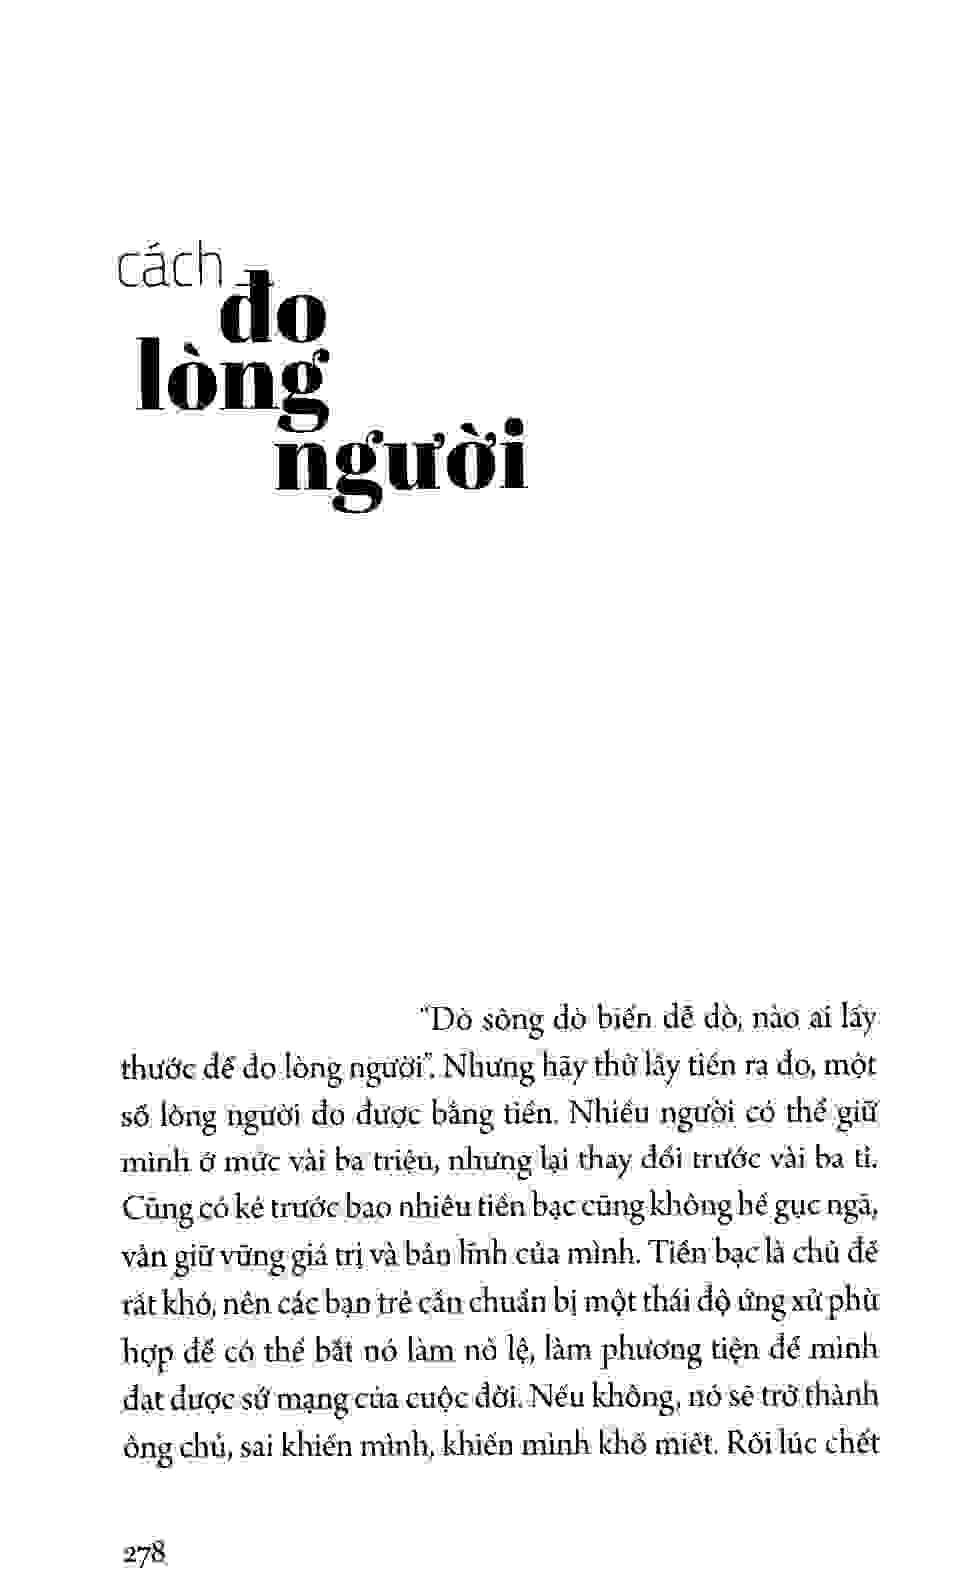 cách
đo
lòng
người
"Dò sông dò biển dễ dò, nào ai lấy
thước để đo lòng người". Nhưng hãy thử lấy tiền ra đo, một
số lòng người đo được bằng tiền. Nhiều người có thể giữ
mình ở mức vài ba triệu, nhưng lại thay đổi trước vài ba tỉ.
Cũng có kẻ trước bao nhiêu tiền bạc cũng không hề gục ngã,
vẫn giữ vững giá trị và bản lĩnh của mình. Tiền bạc là chủ đề
rất khó, nên các bạn trẻ cần chuẩn bị một thái độ ứng xử phù
hợp để có thể bắt nó làm nô lệ, làm phương tiện để mình
đạt được sứ mạng của cuộc đời. Nếu không, nó sẽ trở thành
ông chủ, sai khiến mình, khiến mình khổ miết. Rồi lúc chết
278